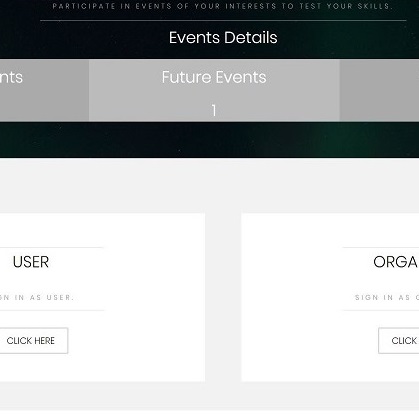 PARTICIPATE IN EVENTS OF YOUR INTERESTS TO TEST YOUR SKILLS.
Events Details
nts
Future Events
1
USER
ORGA
GN IN AS USER.
SIGN IN AS O
CLICK HERE
CLICK